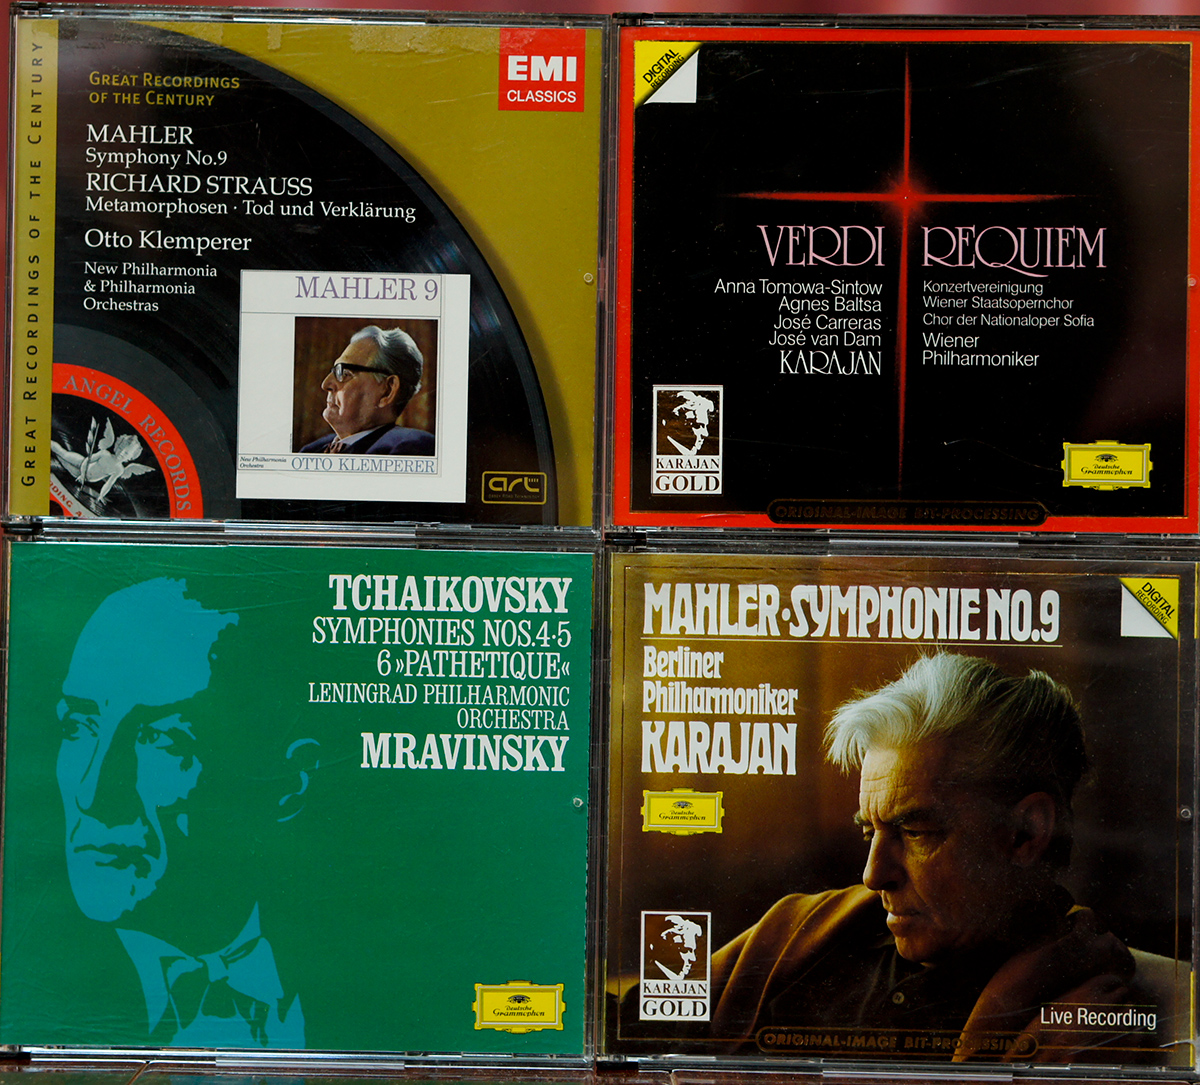 GREAT RECORDINGS OF THE CENTURY
GREAT RECORDINGS
OF THE CENTURY
EMI
CLASSICS
MAHLER
Symphony No.9
RICHARD STRAUSS
Metamorphosen · Tod und Verklärung
Otto Klemperer
New Philharmonia
& Philharmonia
Orchestras
MAHLER 9
New Philharmonia
Orchestra
OTTO KLEMPERER
ANGEL RECORDS
art
DIGITAL
RECORDING
VERDI REQUIEM
Anna Tomowa-Sintow
Agnes Baltsa
José Carreras
José van Dam
KARAJAN
Konzertvereinigung
Wiener Staatsopernchor
Chor der Nationaloper Sofia
Wiener
Philharmoniker
KARAJAN
GOLD
Deutsche
Grammophon
ORIGINAL-IMAGE BIT-PROCESSING
TCHAIKOVSKY
SYMPHONIES NOS.4·5
6 »PATHETIQUE«
LENINGRAD PHILHARMONIC
ORCHESTRA
MRAVINSKY
Deutsche
Grammophon
MAHLER·SYMPHONIE NO.9
DIGITAL
RECORDING
Berliner
Philharmoniker
KARAJAN
Deutsche
Grammophon
KARAJAN
GOLD
Live Recording
ORIGINAL-IMAGE BIT-PROCESSING